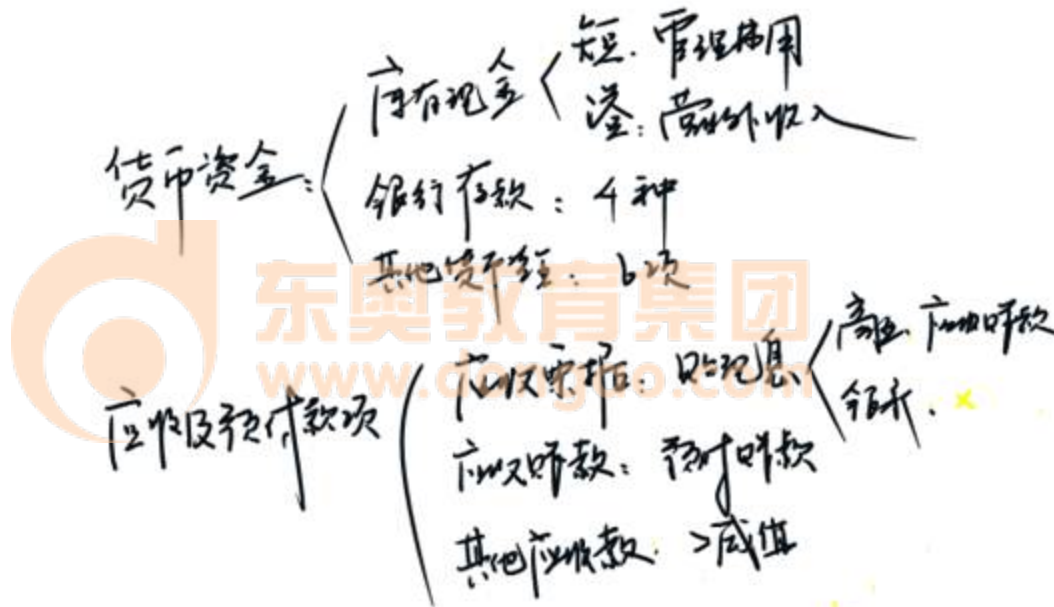 货币资金:
库存现金
短. 管理费用
溢: 营业外收入
银行存款: 4种
其他货币资金: 6项
东奥教育集团
www.dongao.com
应收及预付款项
应收票据: 贴现息
商承. 应收账款
银承.
应收账款: 预付账款
其他应收款. >减值